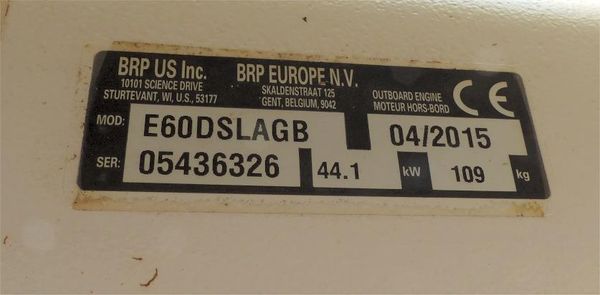 BRP US Inc.
10101 SCIENCE DRIVE
STURTEVANT, WI, U.S., 53177
BRP EUROPE N.V.
SKALDENSTRAAT 125
GENT, BELGIUM, 9042
OUTBOARD ENGINE
MOTEUR HORS-BORD
CE
MOD: E60DSLAGB 04/2015
SER: 05436326 44.1 kW 109 kg